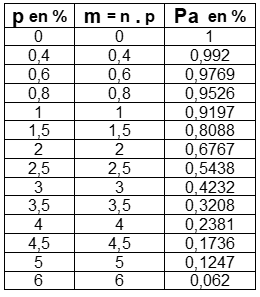 p en % m = n . p Pa en %
0 0 1
0,4 0,4 0,992
0,6 0,6 0,9769
0,8 0,8 0,9526
1 1 0,9197
1,5 1,5 0,8088
2 2 0,6767
2,5 2,5 0,5438
3 3 0,4232
3,5 3,5 0,3208
4 4 0,2381
4,5 4,5 0,1736
5 5 0,1247
6 6 0,062